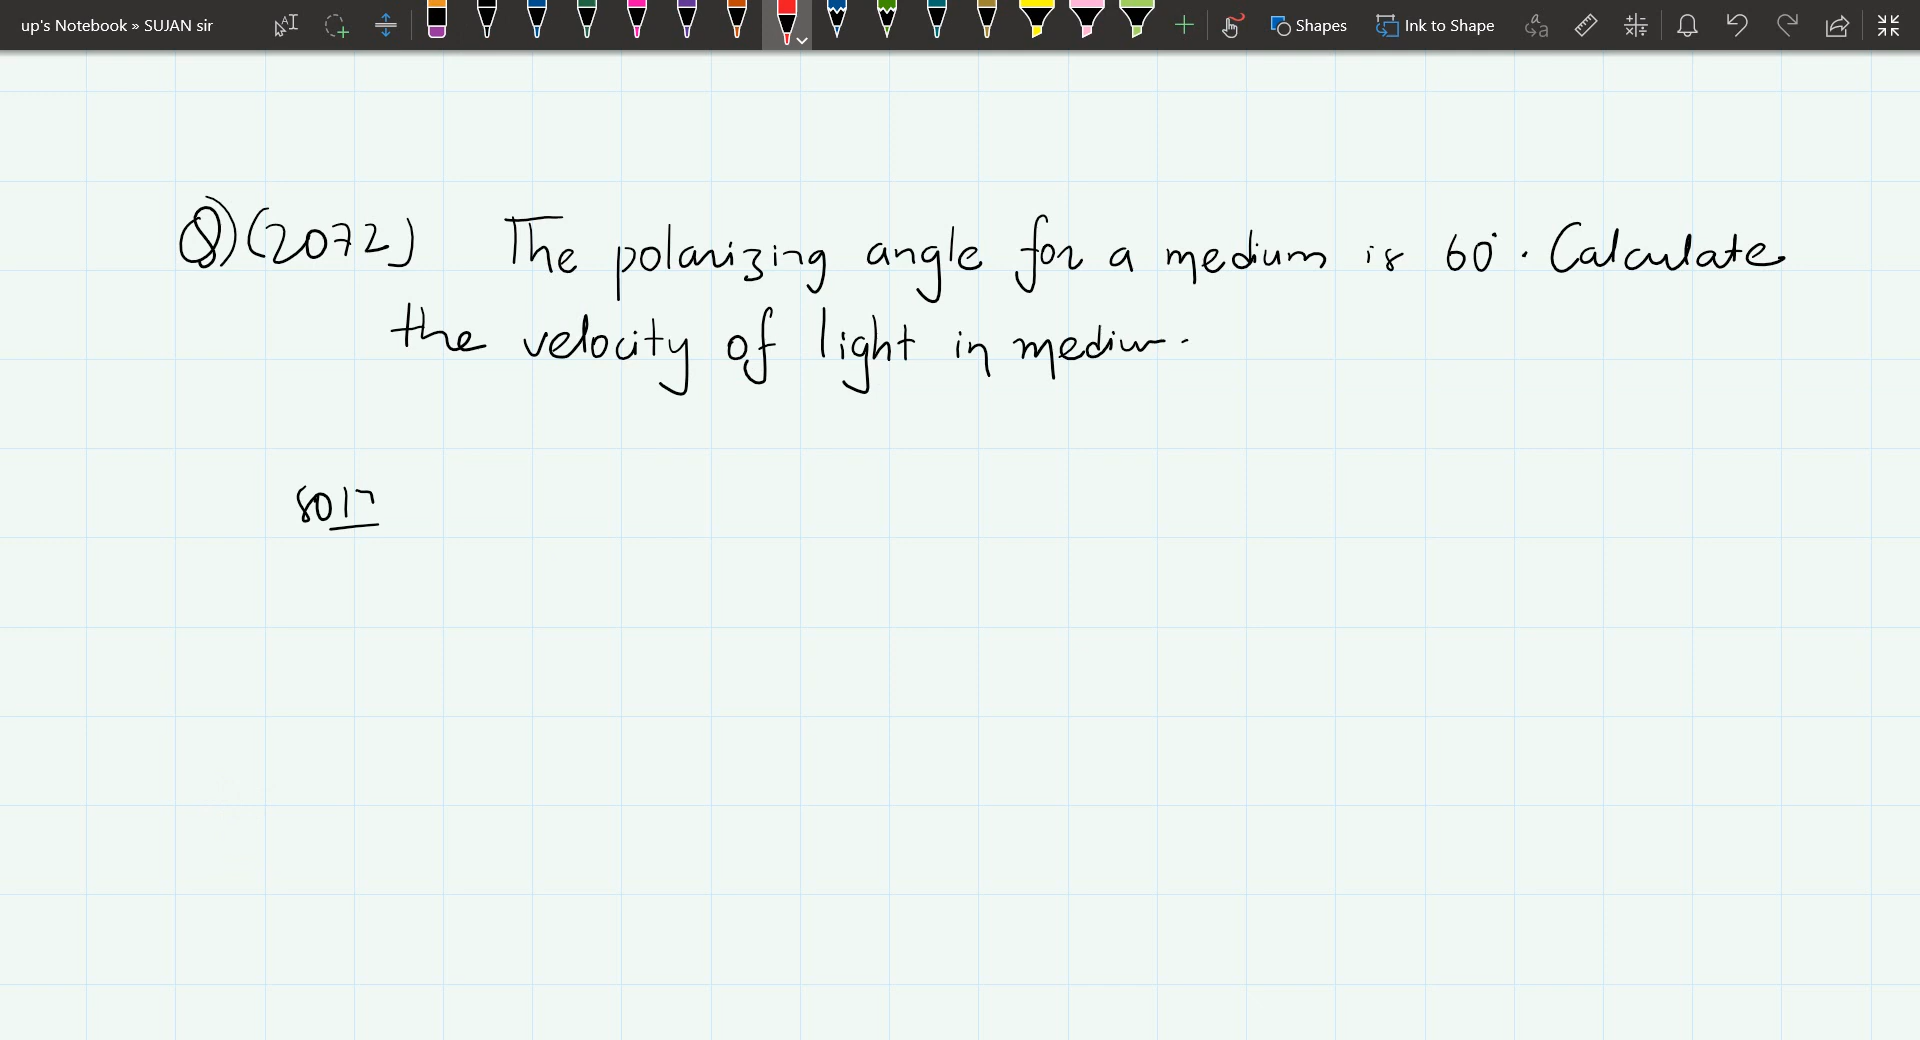 up's Notebook » SUJAN sir Shapes Ink to Shape
Q) (2072) The polarizing angle for a medium is 60°. Calculate
the velocity of light in medium.
soln